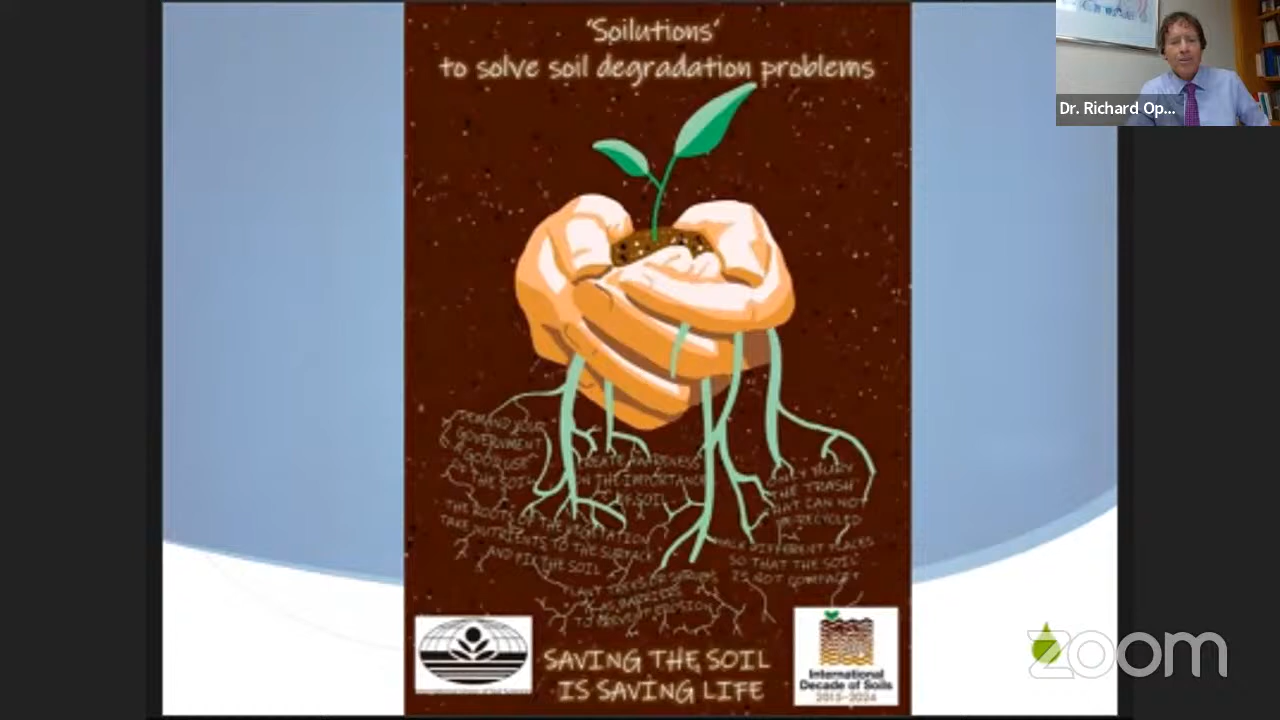 'Soilutions'
to solve soil degradation problems
Dr. Richard Op...
DEMAND YOUR
GOVERNMENT
GOOD USE
OF THE SOIL
CREATE AWARENESS
ON THE IMPORTANCE
OF SOIL
ONLY BURY
THE TRASH
THAT CAN NOT
BE RECYCLED
THE ROOTS OF THE VEGETATION
TAKE NUTRIENTS TO THE SURFACE
AND FIX THE SOIL
WALK DIFFERENT PLACES
SO THAT THE SOIL
IS NOT COMPACT
PLANT TREES OR SHRUBS
AS BARRIERS
TO PREVENT EROSION
SAVING THE SOIL
IS SAVING LIFE
International
Decade of Soils
2015-2024
zoom